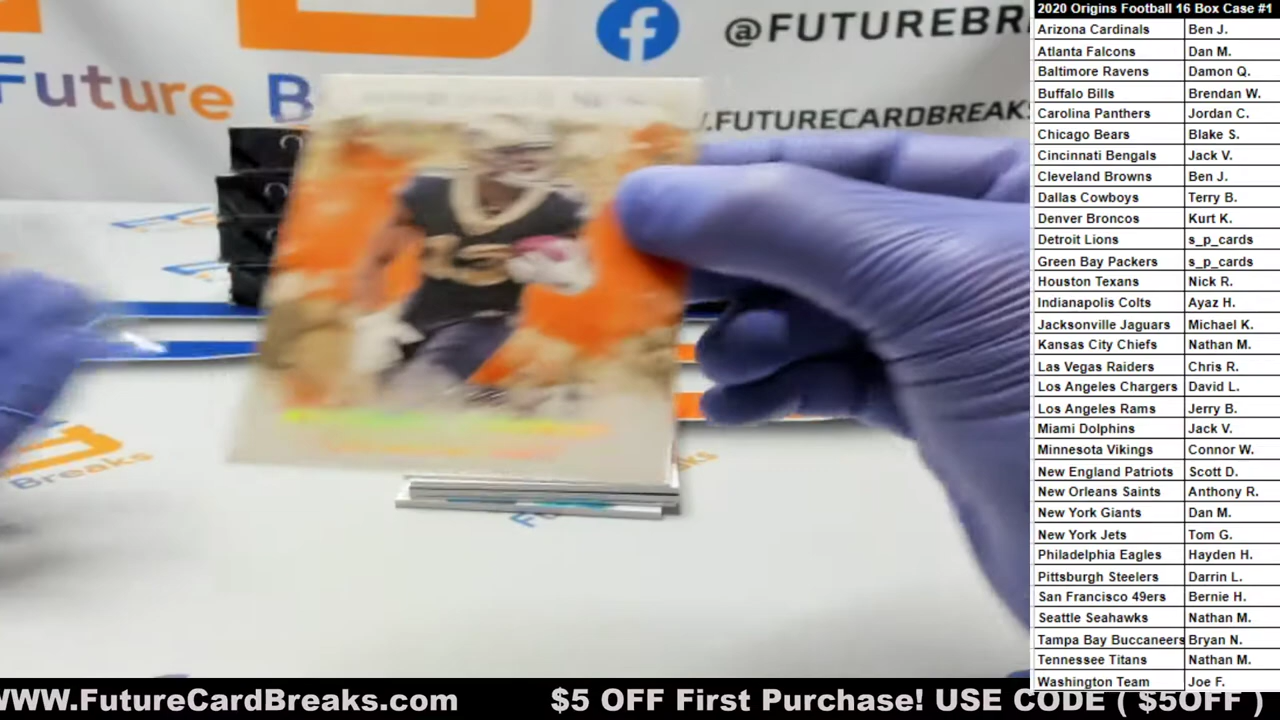 Future B
@FUTUREBR
.FUTURECARDBREAKS
Breaks
2020 Origins Football 16 Box Case #1
Arizona Cardinals Ben J.
Atlanta Falcons Dan M.
Baltimore Ravens Damon Q.
Buffalo Bills Brendan W.
Carolina Panthers Jordan C.
Chicago Bears Blake S.
Cincinnati Bengals Jack V.
Cleveland Browns Ben J.
Dallas Cowboys Terry B.
Denver Broncos Kurt K.
Detroit Lions s_p_cards
Green Bay Packers s_p_cards
Houston Texans Nick R.
Indianapolis Colts Ayaz H.
Jacksonville Jaguars Michael K.
Kansas City Chiefs Nathan M.
Las Vegas Raiders Chris R.
Los Angeles Chargers David L.
Los Angeles Rams Jerry B.
Miami Dolphins Jack V.
Minnesota Vikings Connor W.
New England Patriots Scott D.
New Orleans Saints Anthony R.
New York Giants Dan M.
New York Jets Tom G.
Philadelphia Eagles Hayden H.
Pittsburgh Steelers Darrin L.
San Francisco 49ers Bernie H.
Seattle Seahawks Nathan M.
Tampa Bay Buccaneers Bryan N.
Tennessee Titans Nathan M.
Washington Team Joe F.
WWW.FutureCardBreaks.com $5 OFF First Purchase! USE CODE ( $5OFF )